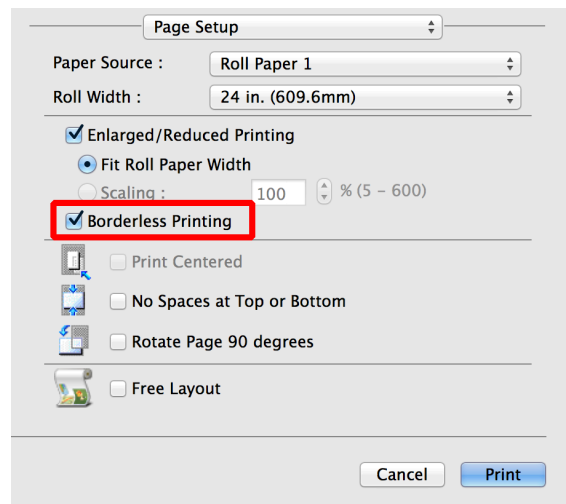 Page Setup
Paper Source : Roll Paper 1
Roll Width : 24 in. (609.6mm)
Enlarged/Reduced Printing
Fit Roll Paper Width
Scaling : 100 % (5 – 600)
Borderless Printing
Print Centered
No Spaces at Top or Bottom
Rotate Page 90 degrees
Free Layout
Cancel Print